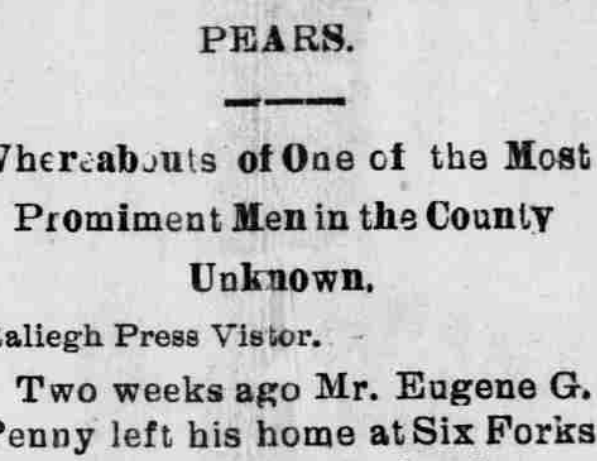 PEARS.
Whereabouts of One of the Most
Promiment Men in the County
Unknown.
aliegh Press Vistor.
Two weeks ago Mr. Eugene G.
Penny left his home at Six Forks